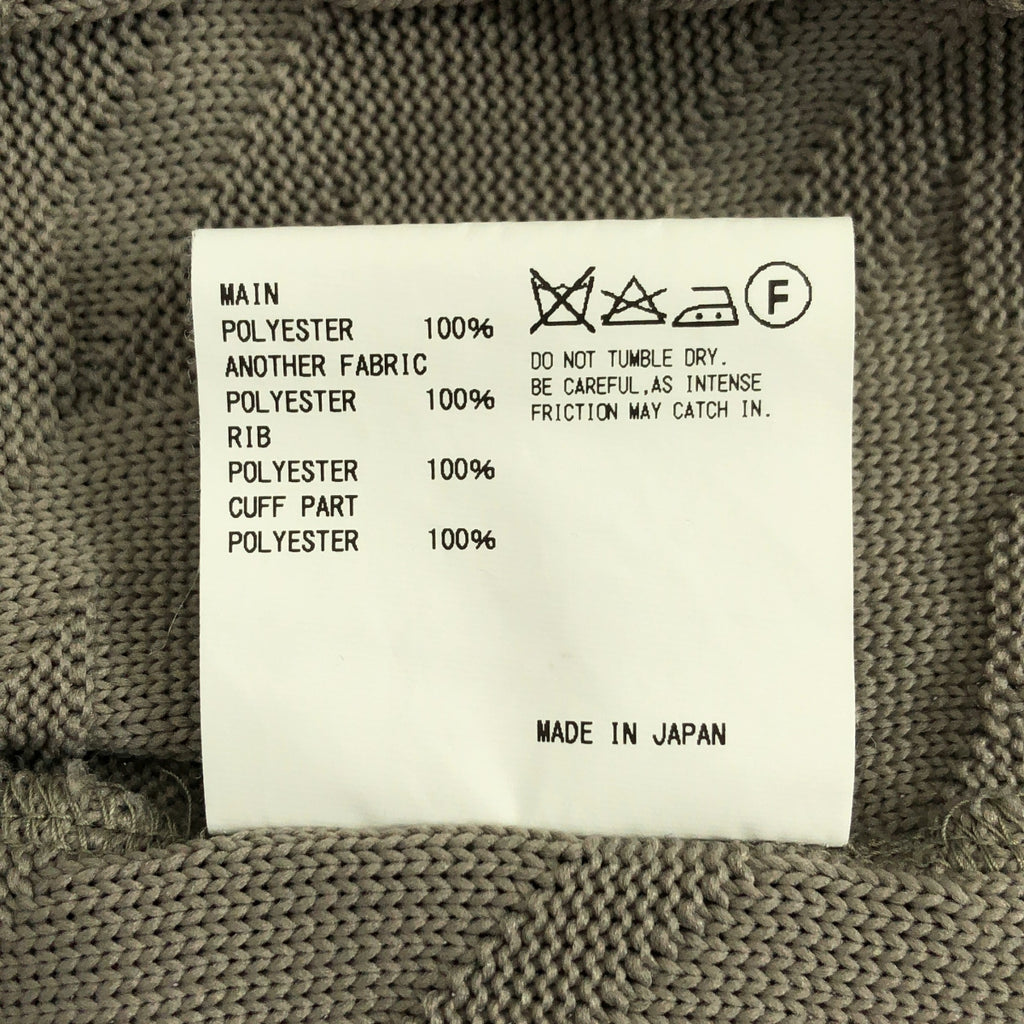 MAIN
POLYESTER 100%
ANOTHER FABRIC
POLYESTER 100%
RIB
POLYESTER 100%
CUFF PART
POLYESTER 100%
F
DO NOT TUMBLE DRY.
BE CAREFUL,AS INTENSE
FRICTION MAY CATCH IN.
MADE IN JAPAN